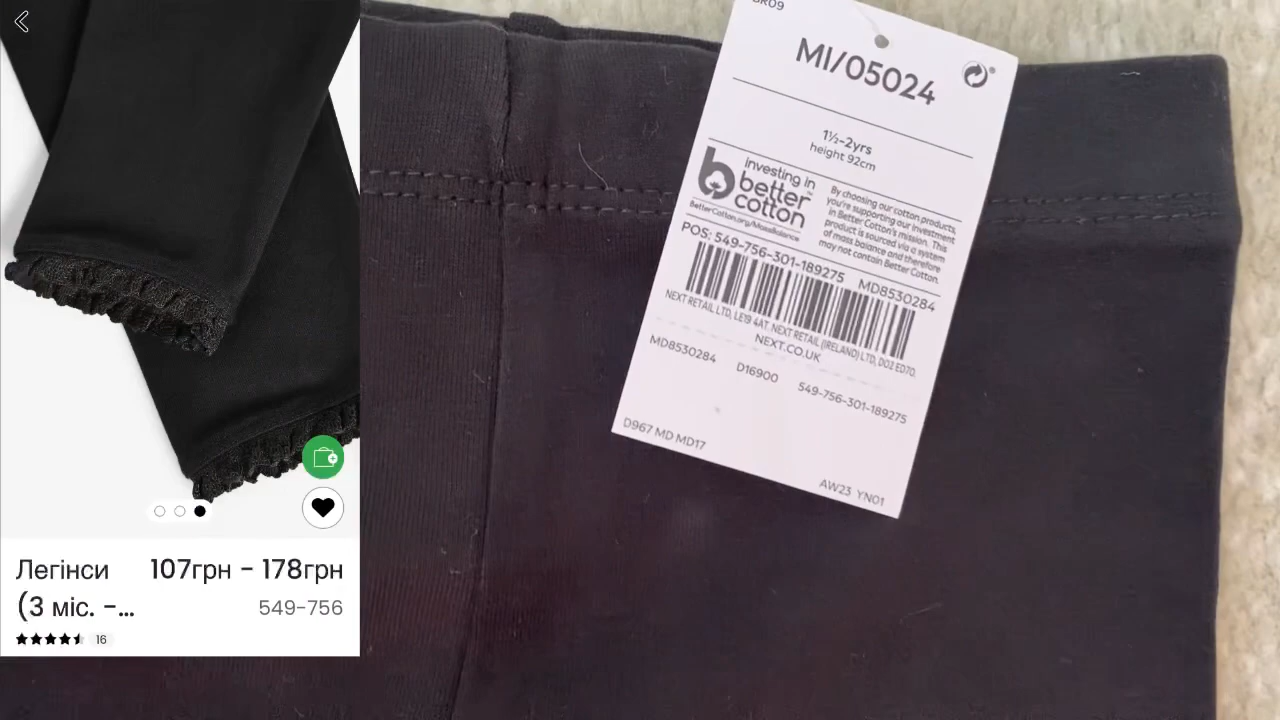 Легінси
107грн – 178грн
(3 міс. –...
549-756
16
BR09
MI/05024
1½-2yrs
height 92cm
investing in
better
cotton
™
BetterCotton.org/MassBalance
By choosing our cotton products,
you're supporting our investment
in Better Cotton's mission. This
product is sourced via a system
of mass balance and therefore
may not contain Better Cotton.
POS: 549-756-301-189275 MD8530284
NEXT RETAIL LTD, LE19 4AT. NEXT RETAIL (IRELAND) LTD, D02 ED70.
NEXT.CO.UK
MD8530284 D16900 549-756-301-189275
D967 MD MD17
AW23 YN01